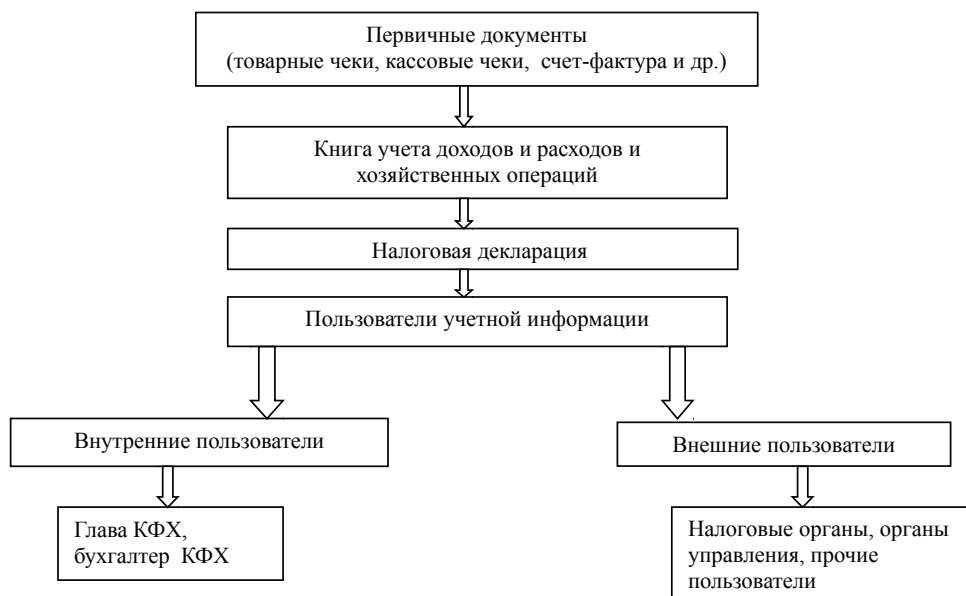 Первичные документы
(товарные чеки, кассовые чеки, счет-фактура и др.)
Книга учета доходов и расходов и
хозяйственных операций
Налоговая декларация
Пользователи учетной информации
Внутренние пользователи
Внешние пользователи
Глава КФХ,
бухгалтер КФХ
Налоговые органы, органы
управления, прочие
пользователи